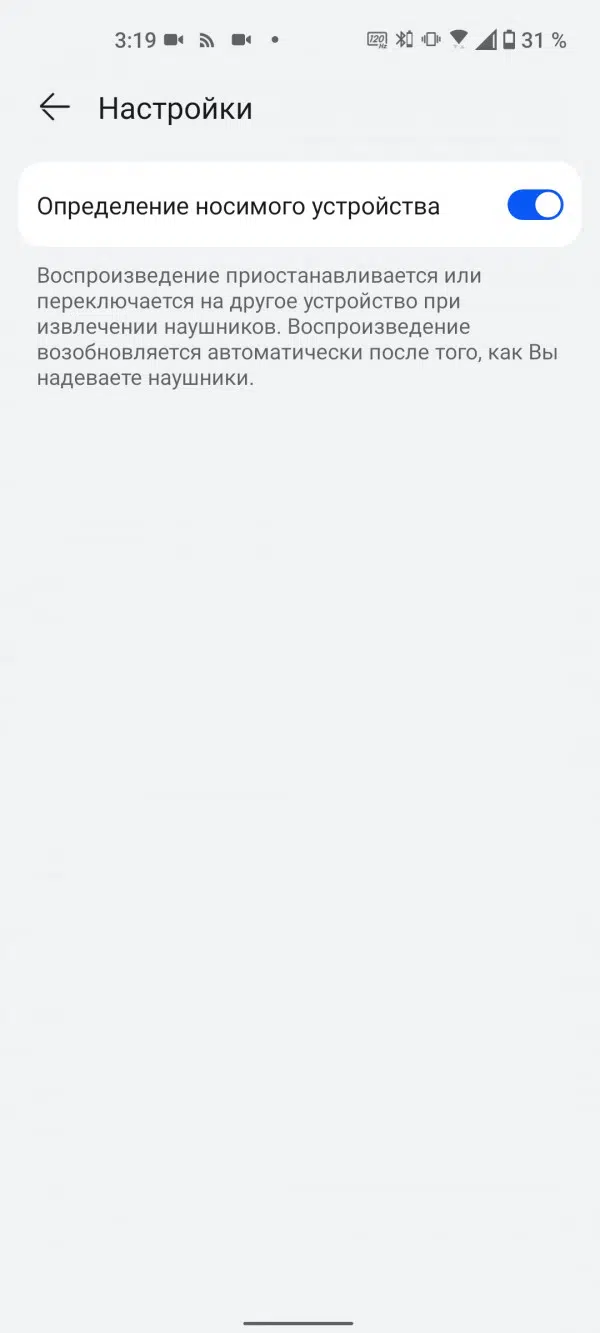 3:19 120 Hz 31 %
Настройки
Определение носимого устройства
Воспроизведение приостанавливается или
переключается на другое устройство при
извлечении наушников. Воспроизведение
возобновляется автоматически после того, как Вы
надеваете наушники.